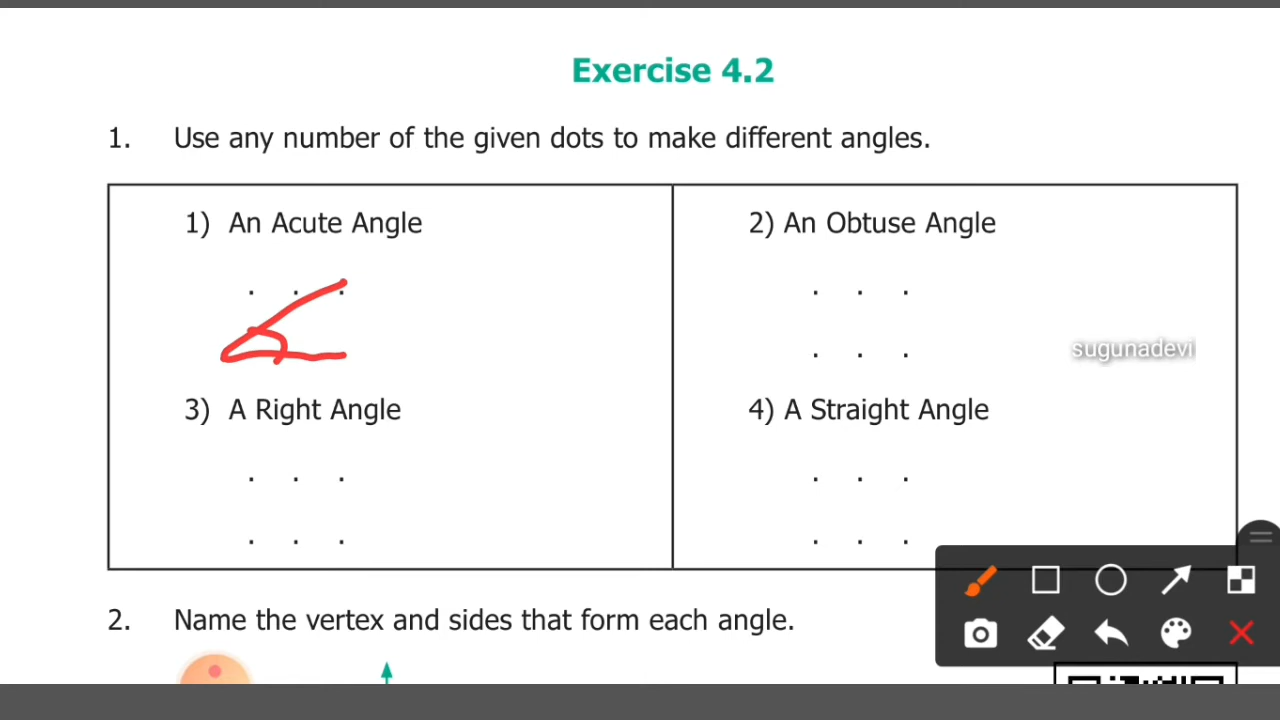 Exercise 4.2
1. Use any number of the given dots to make different angles.
1) An Acute Angle
2) An Obtuse Angle
sugunadevi
3) A Right Angle
4) A Straight Angle
2. Name the vertex and sides that form each angle.